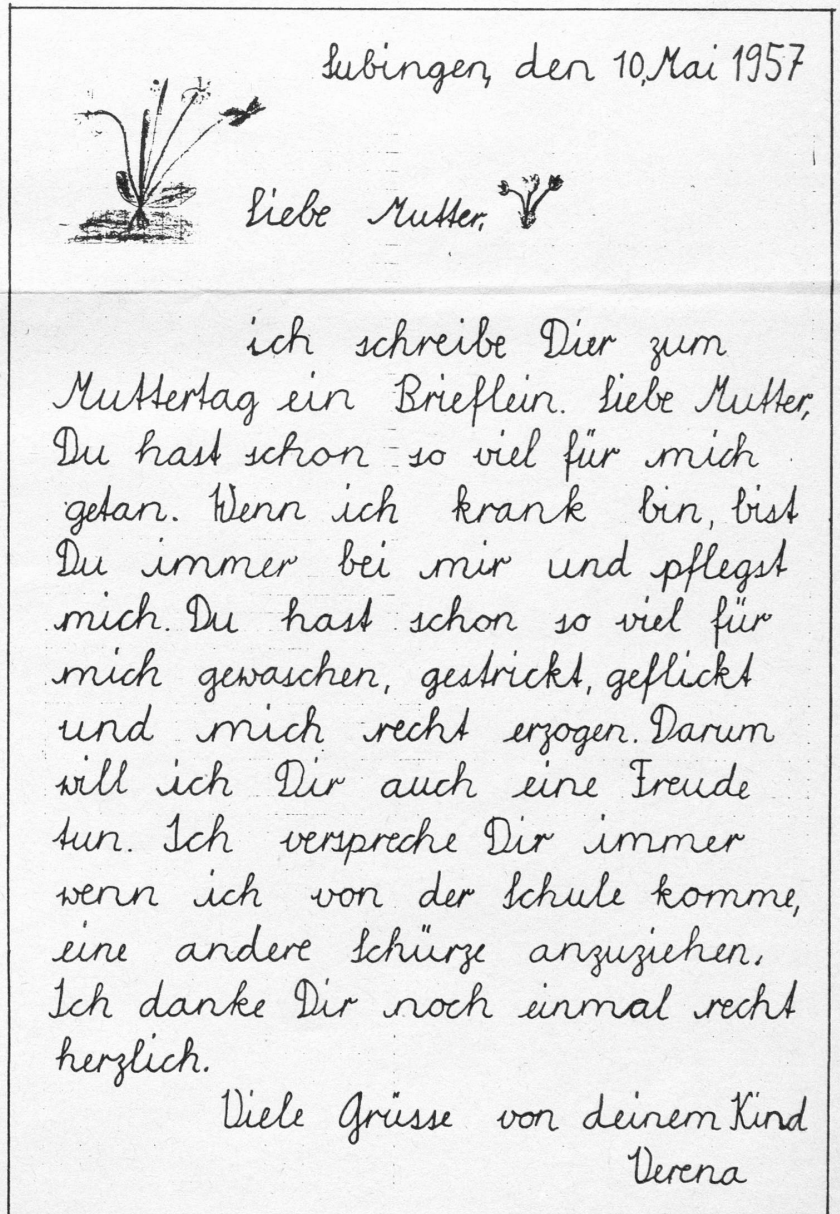 Subingen, den 10. Mai 1957
Liebe Mutter,
ich schreibe Dier zum
Muttertag ein Brieflein. Liebe Mutter,
Du hast schon so viel für mich
getan. Wenn ich krank bin, bist
Du immer bei mir und pflegst
mich. Du hast schon so viel für
mich gewaschen, gestrickt, geflickt
und mich recht erzogen. Darum
will ich Dir auch eine Freude
tun. Ich verspreche Dir immer
wenn ich von der Schule komme,
eine andere Schürze anzuziehen.
Ich danke Dir noch einmal recht
herzlich.
Viele Grüsse von deinem Kind
Verena